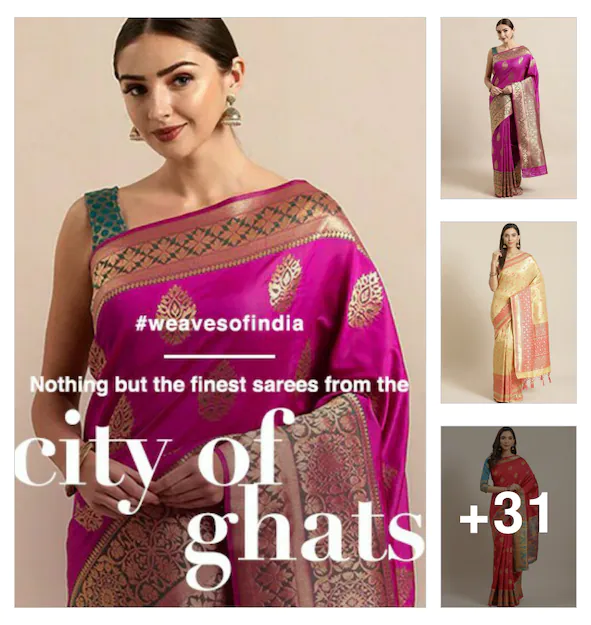 #weavesofindia
Nothing but the finest sarees from the
city of
ghats
+31